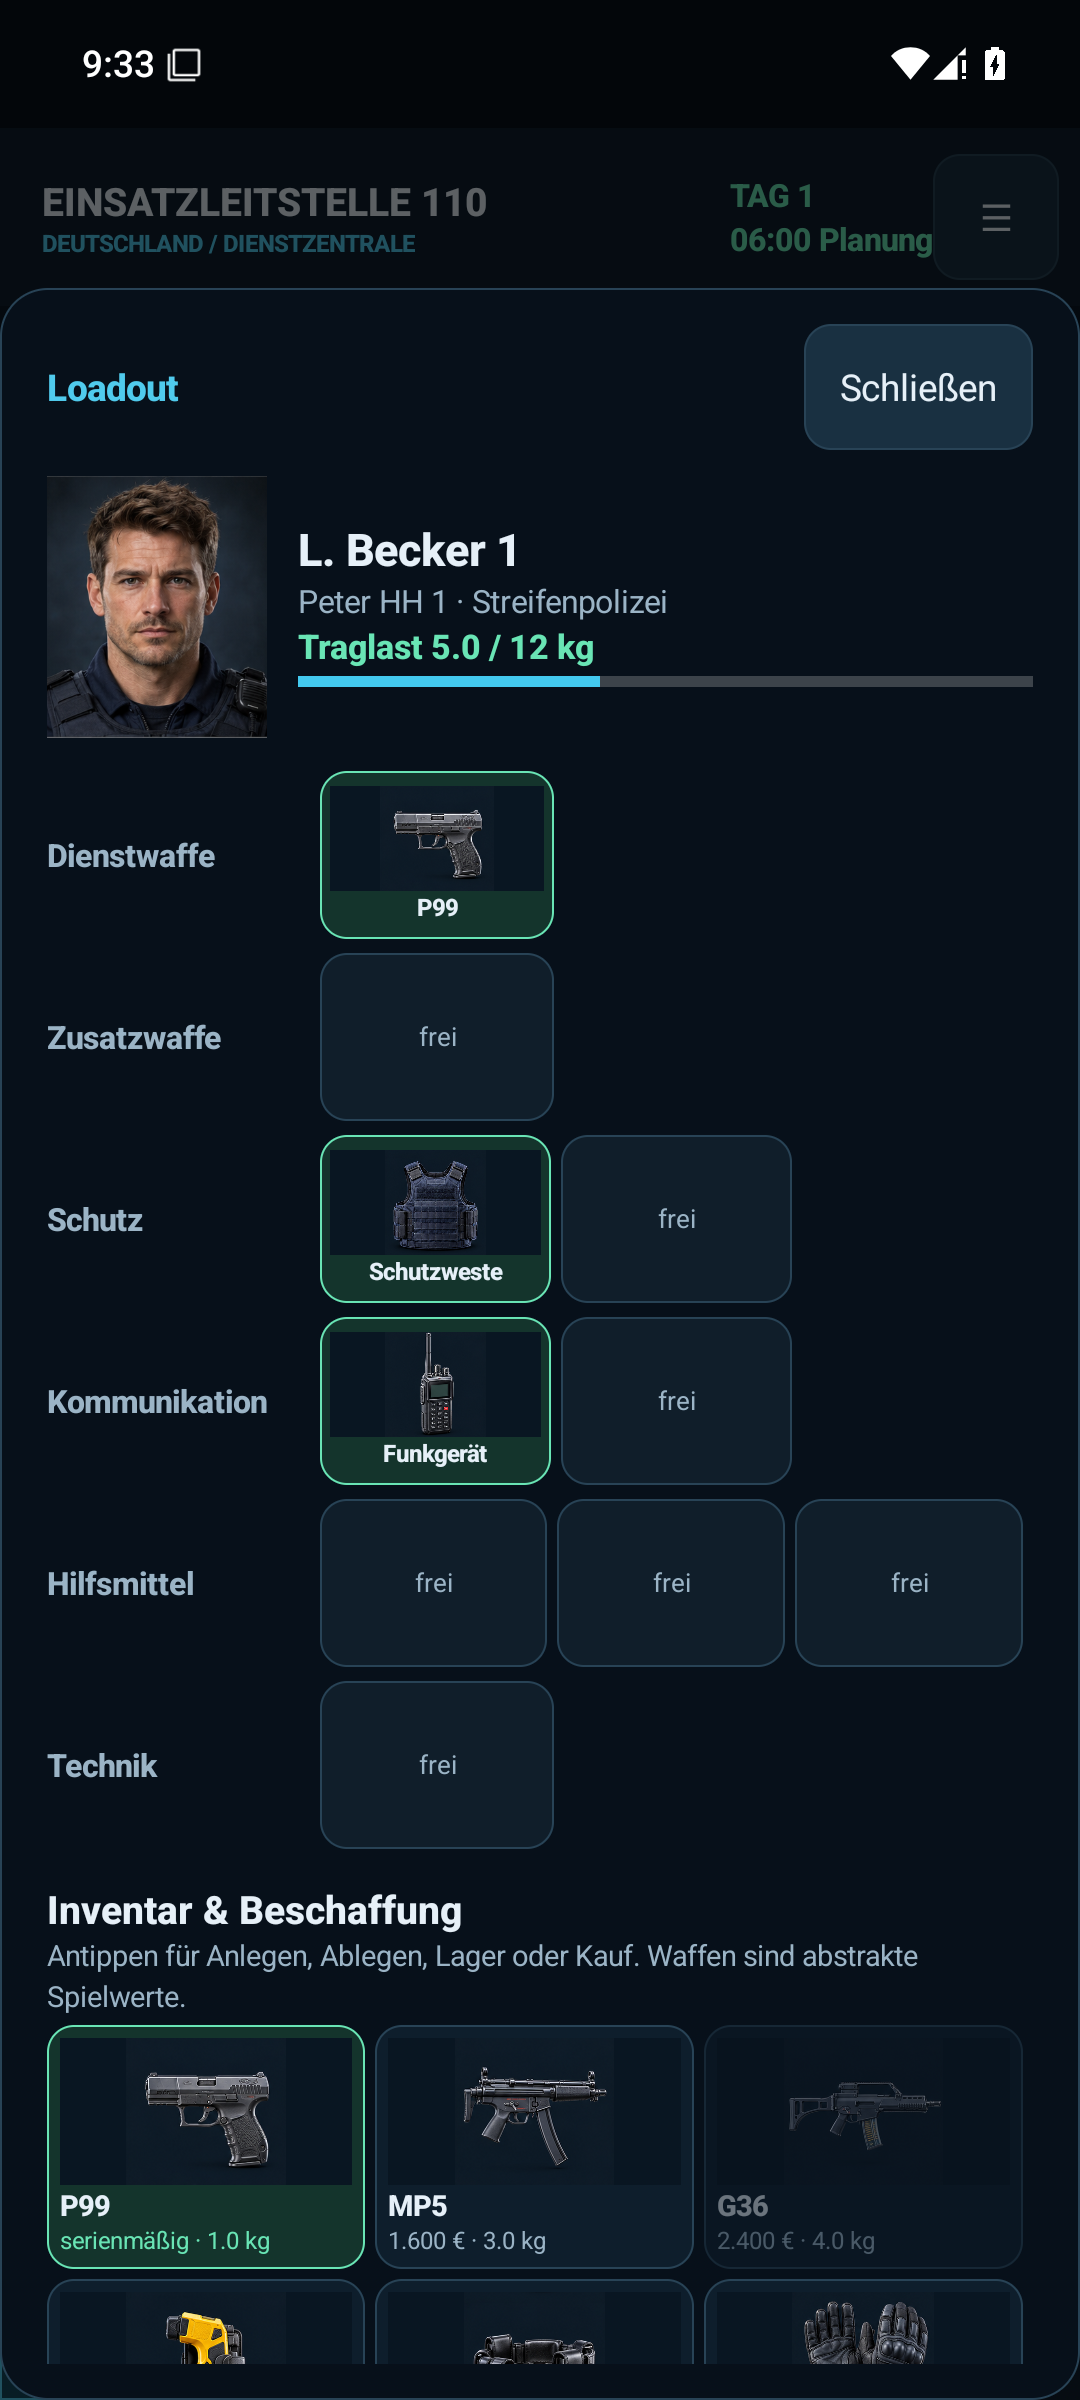 9:33
EINSATZLEITSTELLE 110
DEUTSCHLAND / DIENSTZENTRALE
TAG 1
06:00 Planung
Loadout
Schließen
L. Becker 1
Peter HH 1 · Streifenpolizei
Traglast 5.0 / 12 kg
Dienstwaffe
P99
Zusatzwaffe
frei
Schutz
Schutzweste
frei
Kommunikation
Funkgerät
frei
Hilfsmittel
frei
frei
frei
Technik
frei
Inventar & Beschaffung
Antippen für Anlegen, Ablegen, Lager oder Kauf. Waffen sind abstrakte
Spielwerte.
P99
serienmäßig · 1.0 kg
MP5
1.600 € · 3.0 kg
G36
2.400 € · 4.0 kg